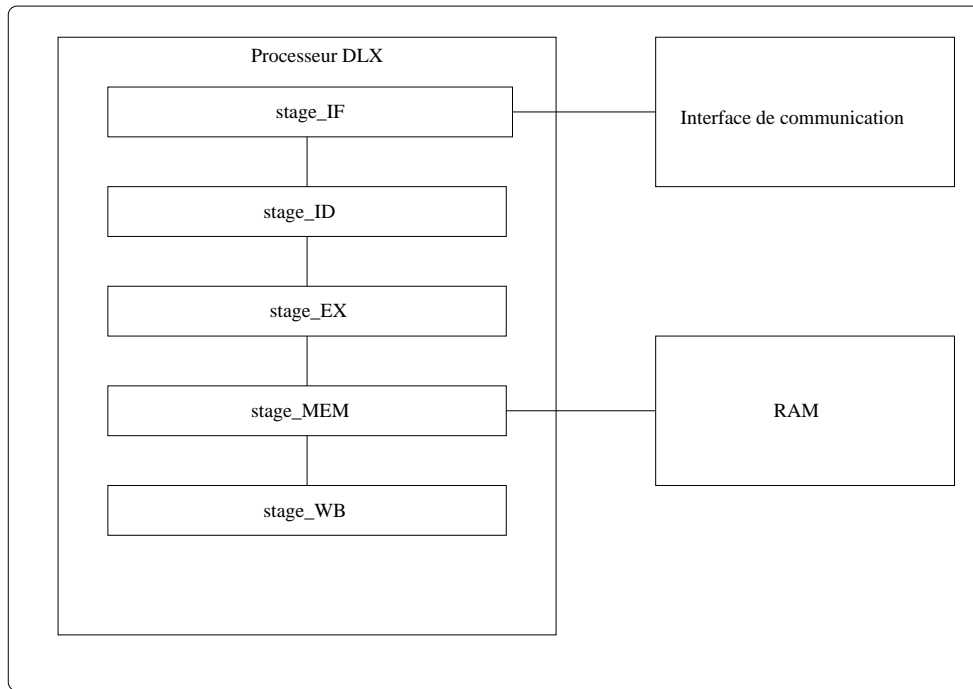 Processeur DLX
stage_IF
Interface de communication
stage_ID
stage_EX
stage_MEM
RAM
stage_WB